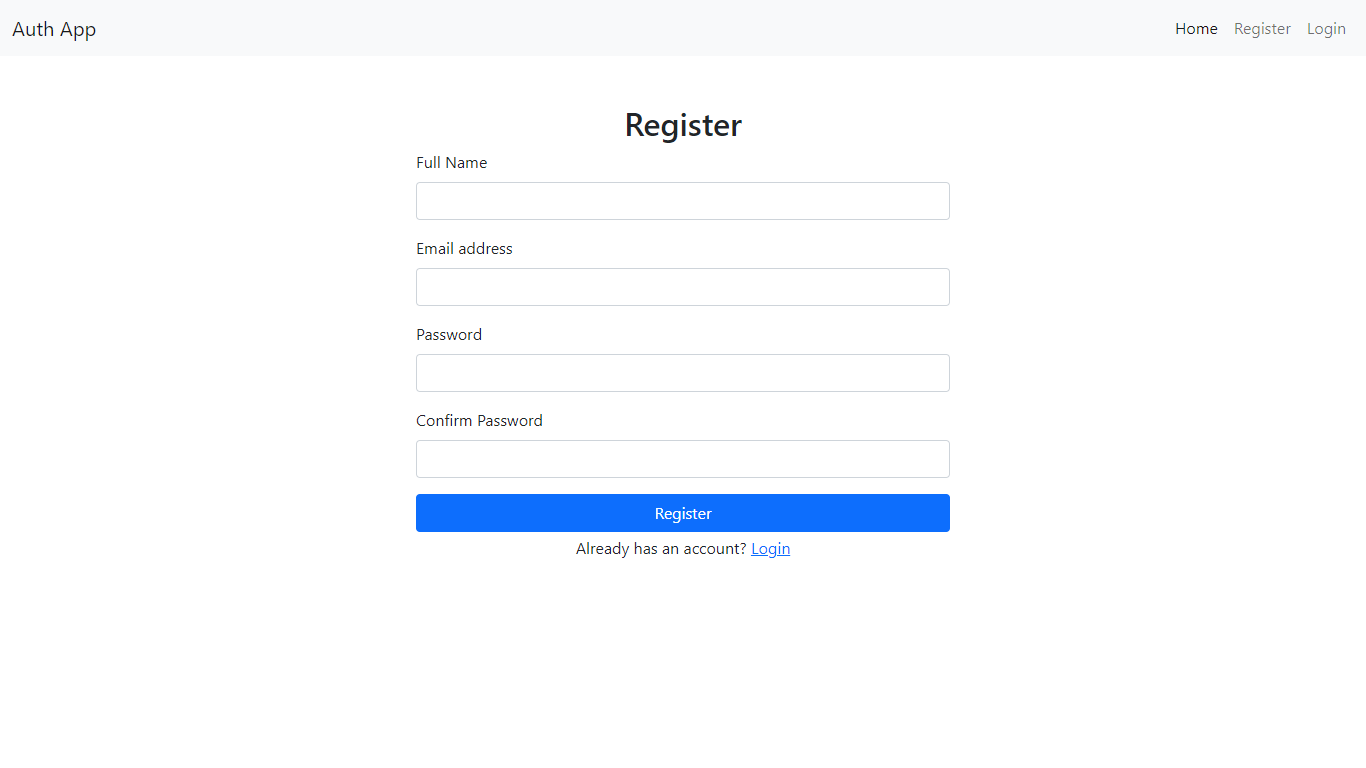 Auth App Home Register Login
Register
Full Name
Email address
Password
Confirm Password
Register
Already has an account? Login